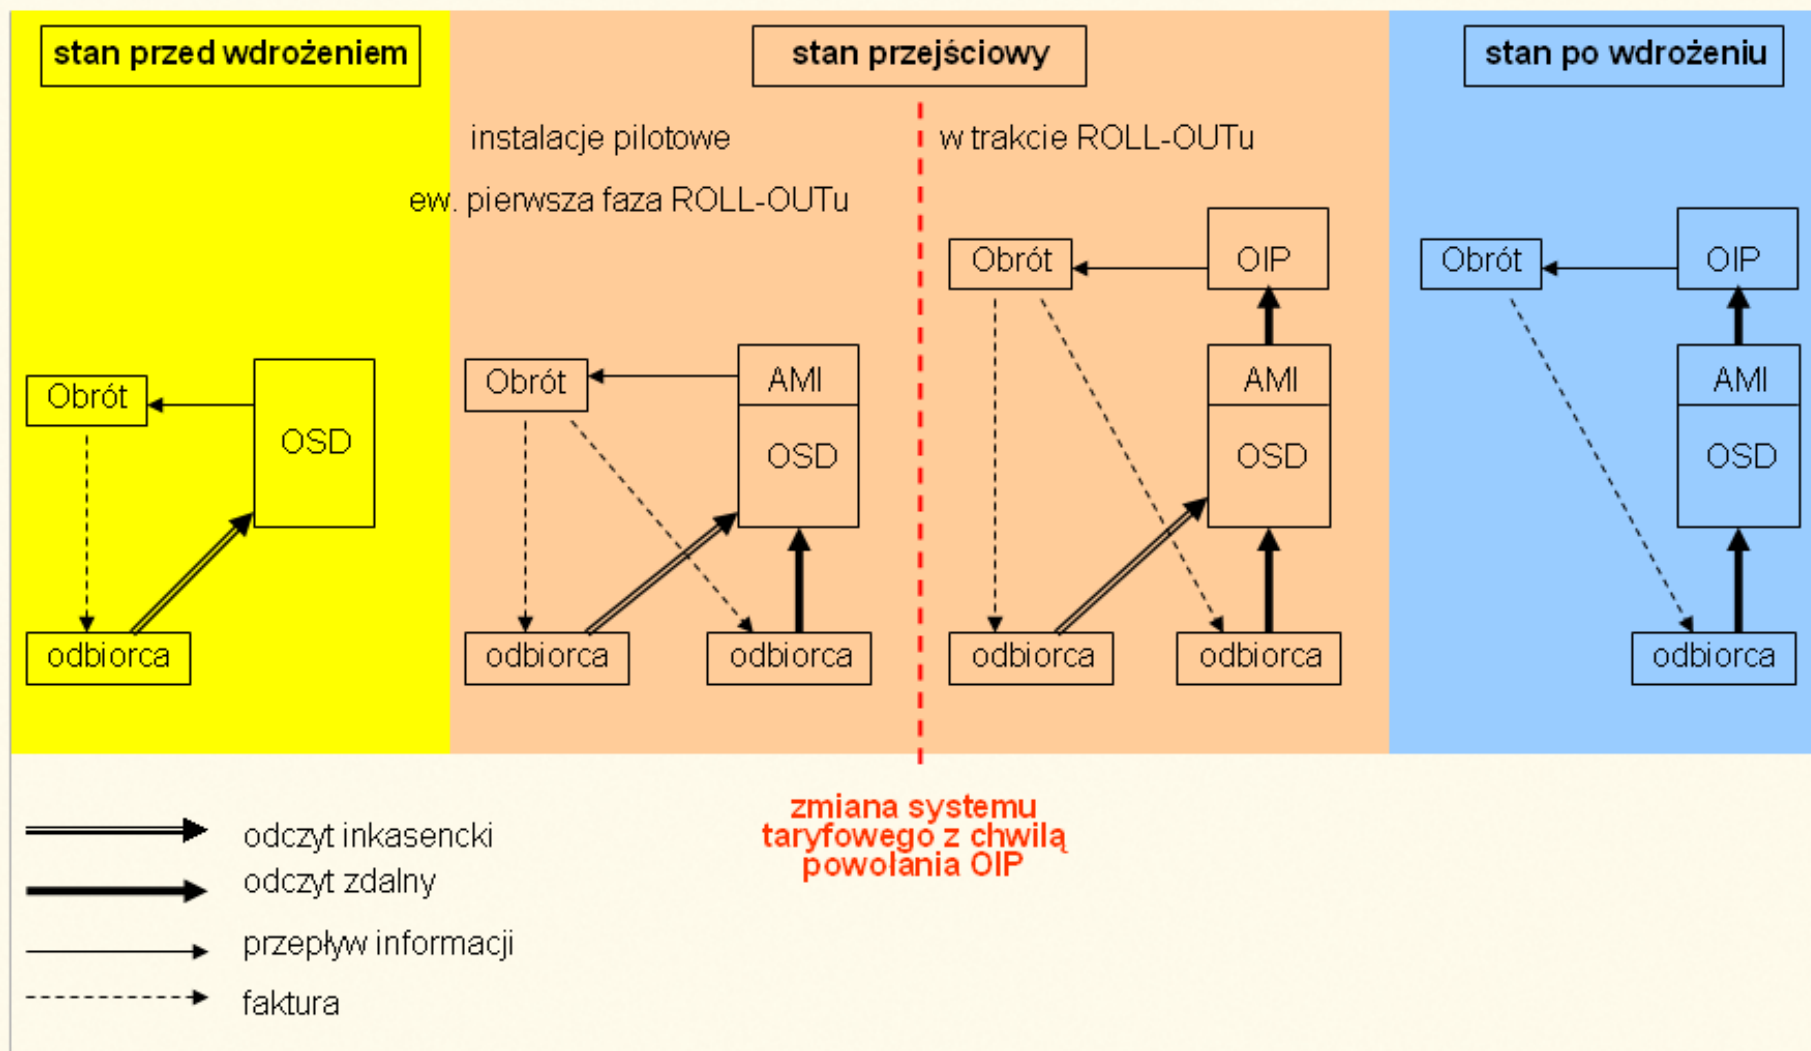 stan przed wdrożeniem
stan przejściowy
stan po wdrożeniu
instalacje pilotowe
ew. pierwsza faza ROLL-OUTu
w trakcie ROLL-OUTu
Obrót
OSD
odbiorca
Obrót
AMI
OSD
odbiorca
odbiorca
Obrót
OIP
AMI
OSD
odbiorca
odbiorca
Obrót
OIP
AMI
OSD
odbiorca
zmiana systemu
taryfowego z chwilą
powołania OIP
odczyt inkasencki
odczyt zdalny
przepływ informacji
faktura